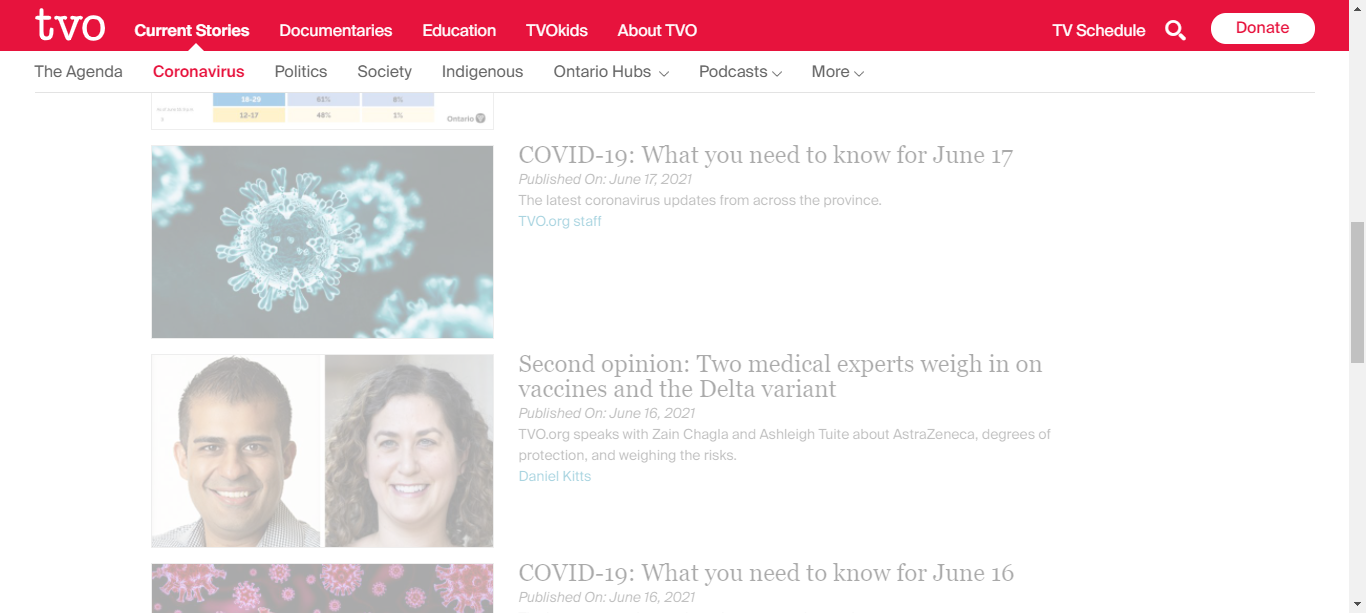 tvo
Current Stories
Documentaries
Education
TVOkids
About TVO
TV Schedule
Donate
The Agenda
Coronavirus
Politics
Society
Indigenous
Ontario Hubs
Podcasts
More
18-29 61% 8%
12-17 48% 1%
Ontario
COVID-19: What you need to know for June 17
Published On: June 17, 2021
The latest coronavirus updates from across the province.
TVO.org staff
Second opinion: Two medical experts weigh in on
vaccines and the Delta variant
Published On: June 16, 2021
TVO.org speaks with Zain Chagla and Ashleigh Tuite about AstraZeneca, degrees of
protection, and weighing the risks.
Daniel Kitts
COVID-19: What you need to know for June 16
Published On: June 16, 2021